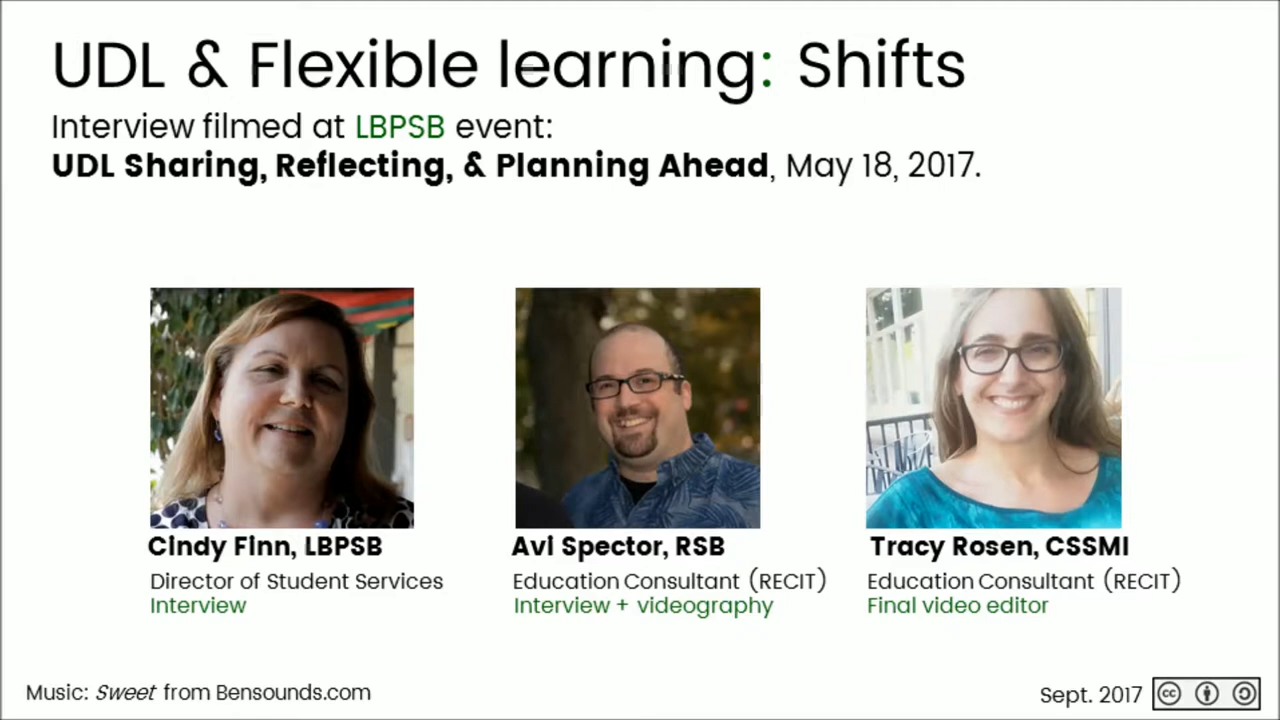 UDL & Flexible learning: Shifts
Interview filmed at LBPSB event:
UDL Sharing, Reflecting, & Planning Ahead, May 18, 2017.
Cindy Finn, LBPSB
Director of Student Services
Interview
Avi Spector, RSB
Education Consultant (RECIT)
Interview + videography
Tracy Rosen, CSSMI
Education Consultant (RECIT)
Final video editor
Music: Sweet from Bensounds.com
Sept. 2017
cc